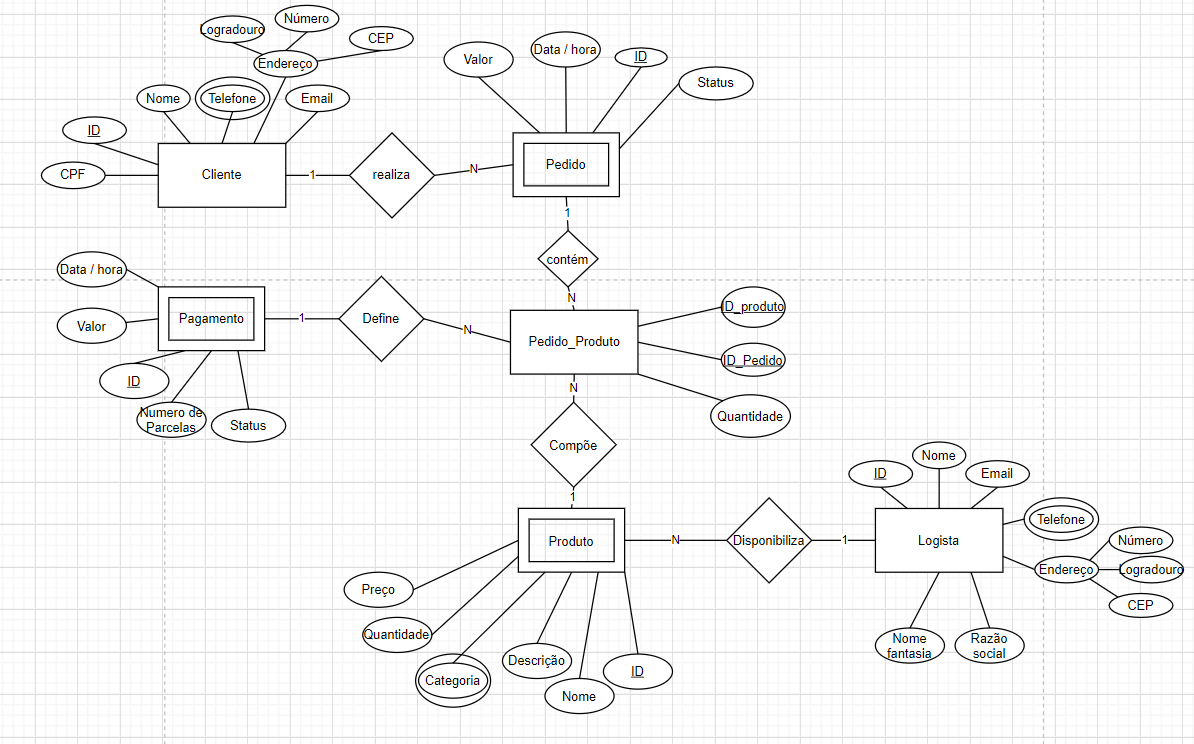 Logradouro
Número
CEP
Endereço
Nome
Telefone
Email
ID
CPF
Cliente
1
realiza
N
Valor
Data / hora
ID
Status
Pedido
1
contém
N
Data / hora
Valor
Pagamento
ID
Numero de
Parcelas
Status
1
Define
N
Pedido_Produto
ID_produto
ID_Pedido
Quantidade
N
Compõe
1
Produto
Preço
Quantidade
Categoria
Descrição
Nome
ID
N
Disponibiliza
1
Logista
ID
Nome
Email
Telefone
Endereço
Número
Logradouro
CEP
Nome
fantasia
Razão
social